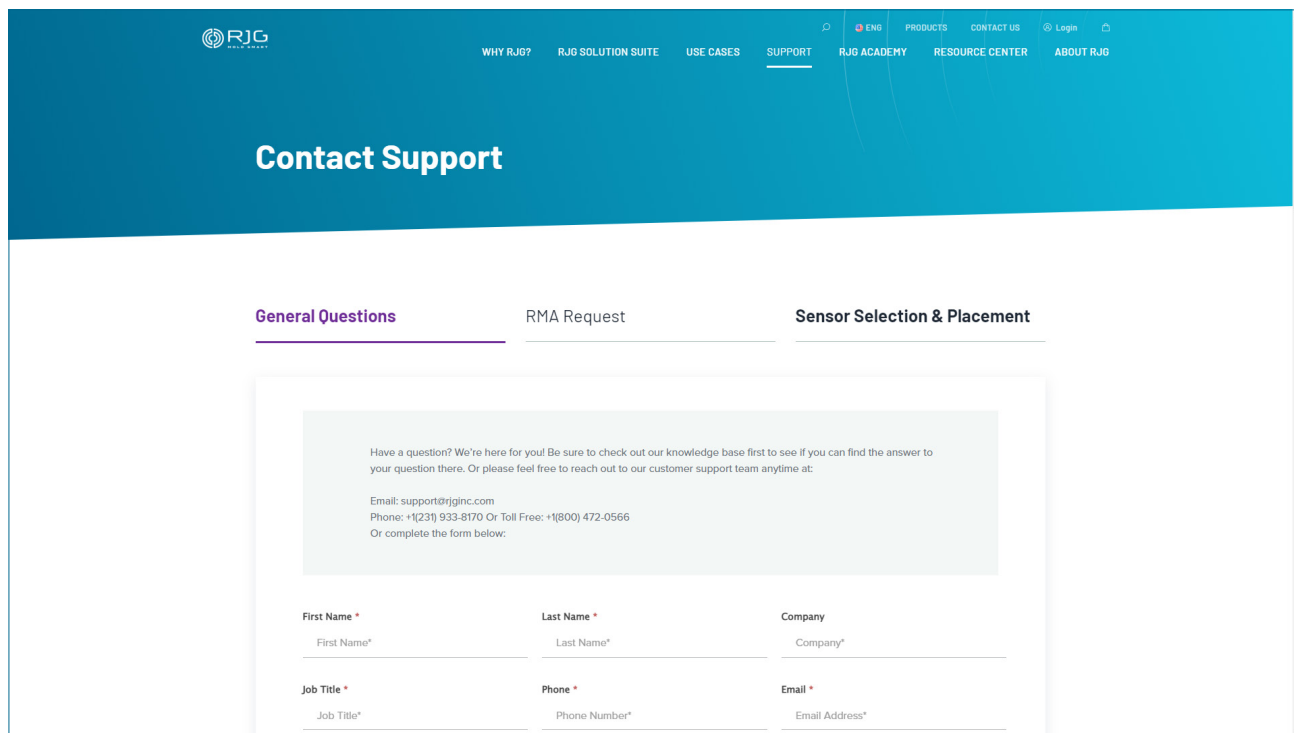 RJG
MOLD SMART
ENG
PRODUCTS
CONTACT US
Login
WHY RJG?
RJG SOLUTION SUITE
USE CASES
SUPPORT
RJG ACADEMY
RESOURCE CENTER
ABOUT RJG
Contact Support
General Questions
RMA Request
Sensor Selection & Placement
Have a question? We're here for you! Be sure to check out our knowledge base first to see if you can find the answer to
your question there. Or please feel free to reach out to our customer support team anytime at:
Email: support@rjginc.com
Phone: +1(231) 933-8170 Or Toll Free: +1(800) 472-0566
Or complete the form below:
First Name *
Last Name *
Company
First Name*
Last Name*
Company*
Job Title *
Phone *
Email *
Job Title*
Phone Number*
Email Address*